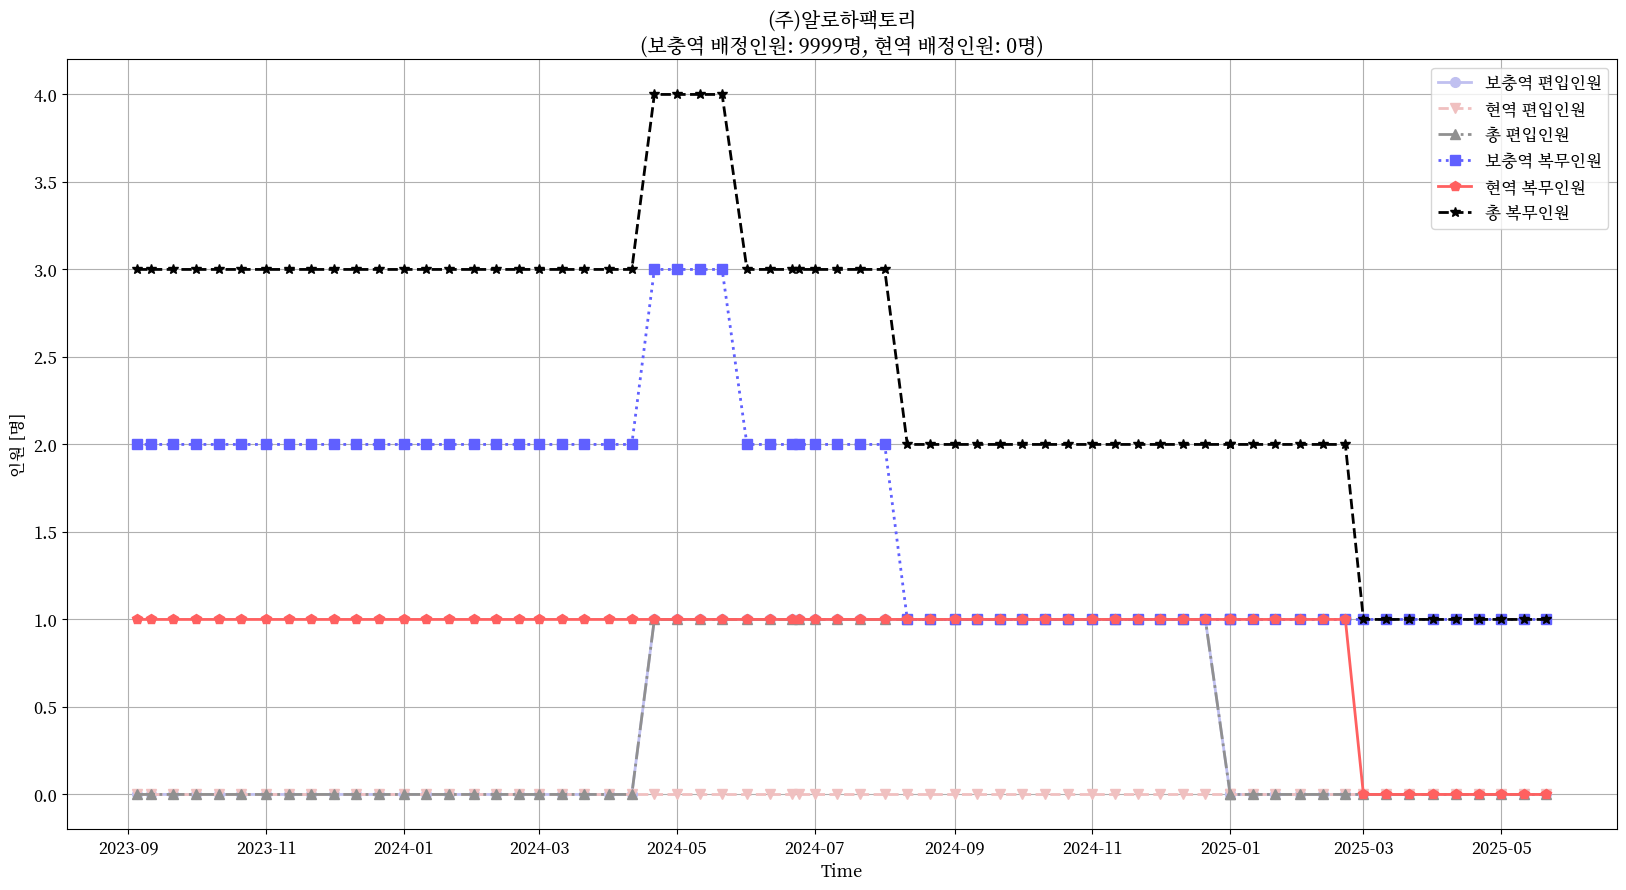 (주)알로하팩토리
(보충역 배정인원: 9999명, 현역 배정인원: 0명)
보충역 편입인원
현역 편입인원
총 편입인원
보충역 복무인원
현역 복무인원
총 복무인원
4.0
3.5
3.0
2.5
2.0
1.5
1.0
0.5
0.0
인원 [명]
2023-09 2023-11 2024-01 2024-03 2024-05 2024-07 2024-09 2024-11 2025-01 2025-03 2025-05
Time